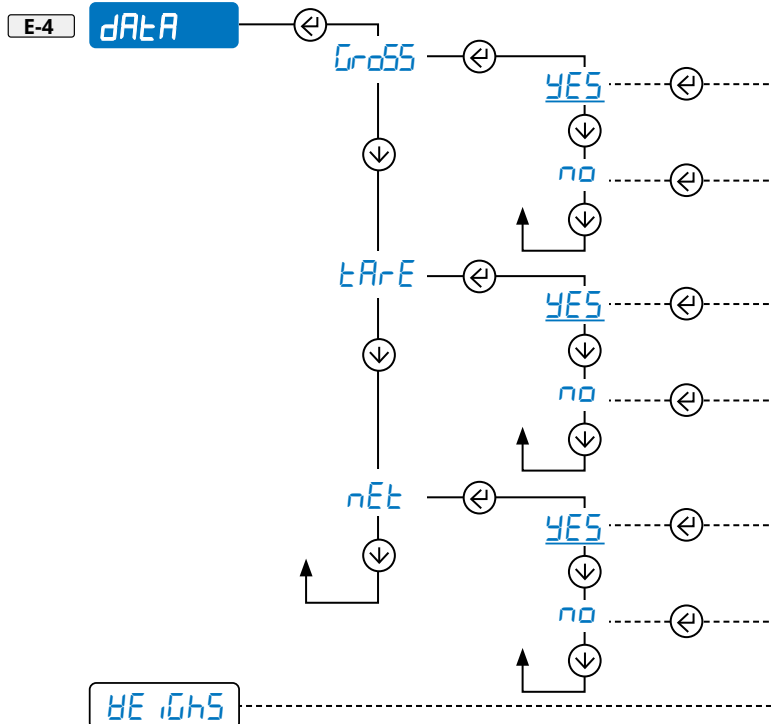 E-4 dAtA
GroSS
YES
no
tArE
YES
no
nEt
YES
no
WEiGhS